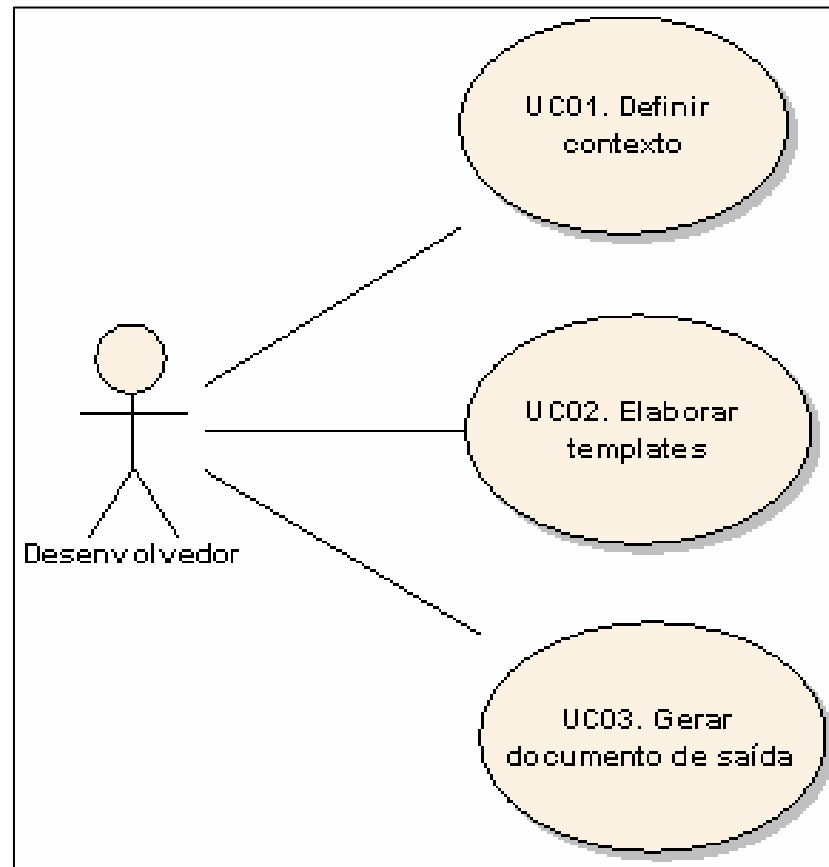 UC01. Definir
contexto
UC02. Elaborar
templates
Desenvolvedor
UC03. Gerar
documento de saída